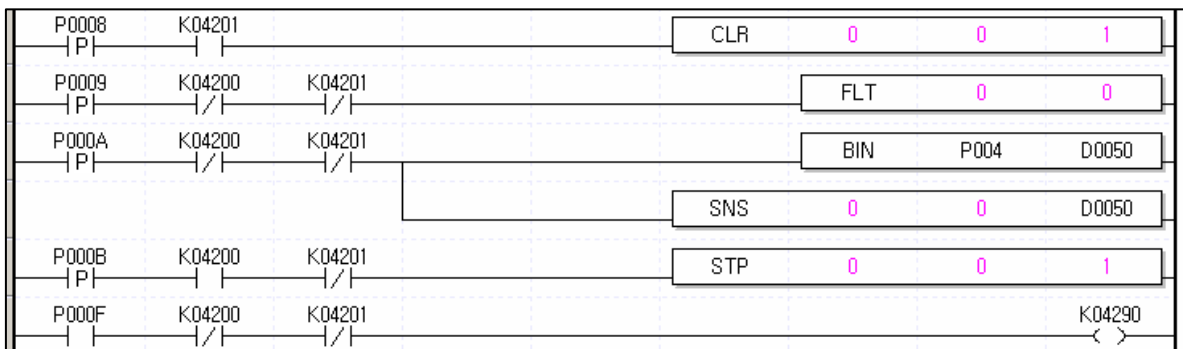 P0008 K04201
P CLR 0 0 1
P0009 K04200 K04201
P FLT 0 0
P000A K04200 K04201
P BIN P004 D0050
SNS 0 0 D0050
P000B K04200 K04201
P STP 0 0 1
P000F K04200 K04201 K04290